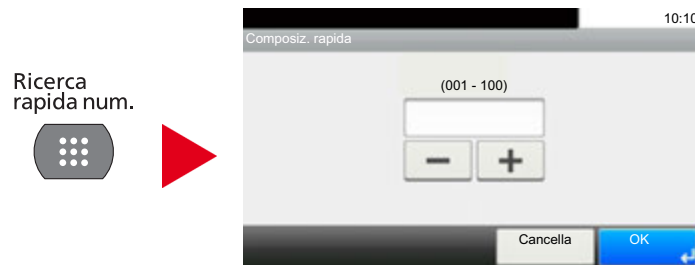 Ricerca
rapida num.
10:10
Composiz. rapida
(001 - 100)
Cancella
OK